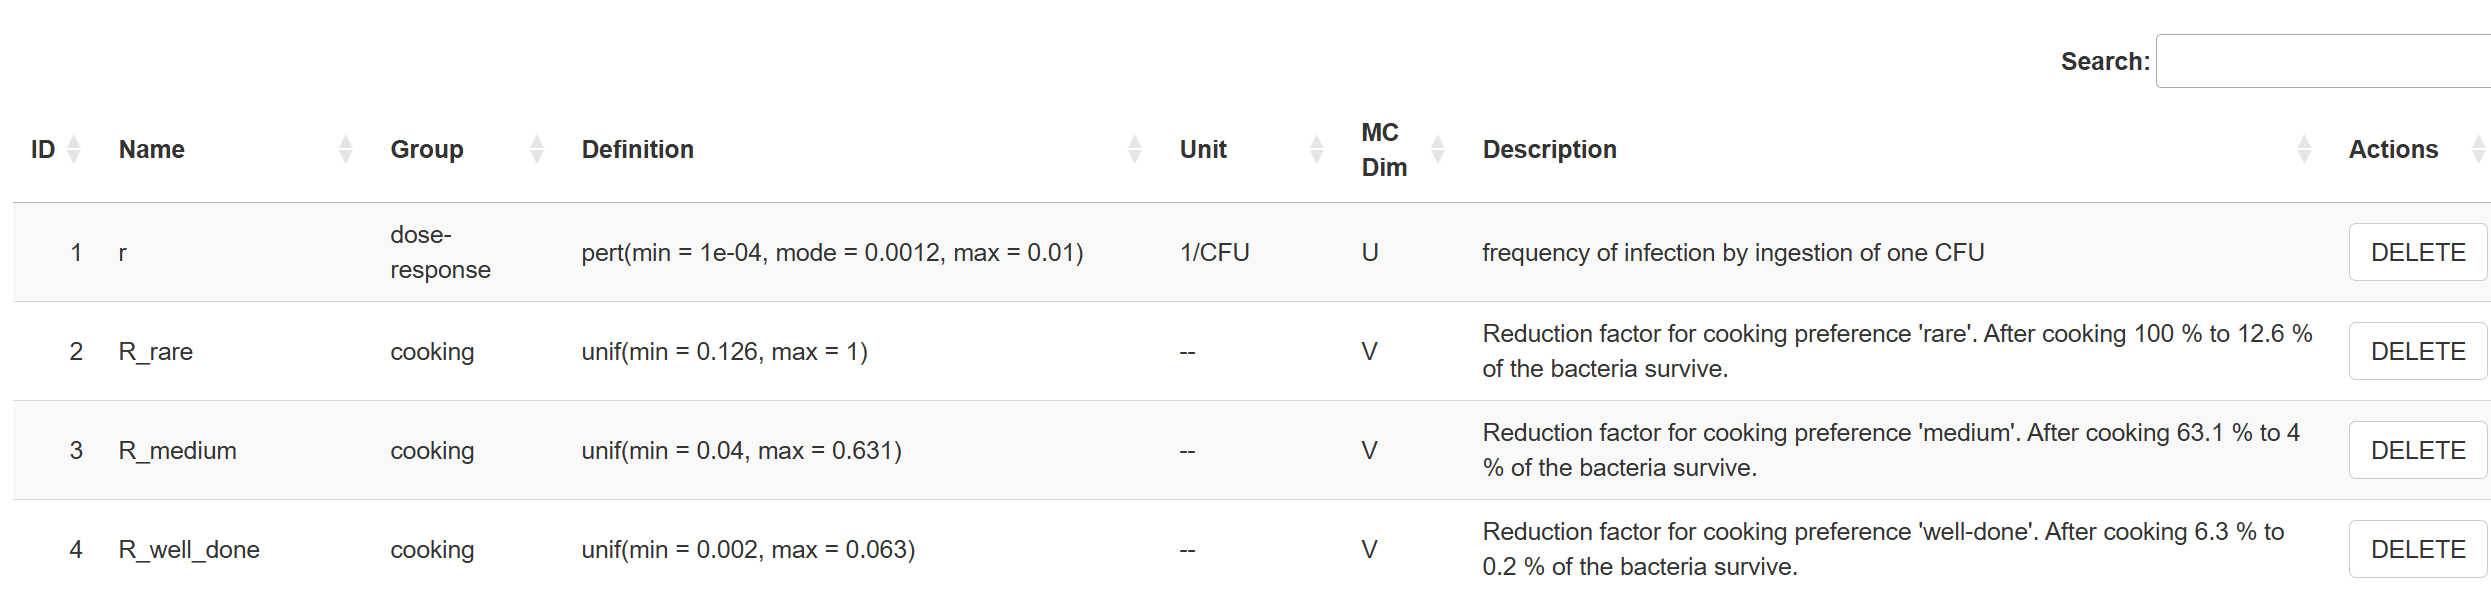 Search:
ID Name Group Definition Unit MC Dim Description Actions
1 r dose-response pert(min = 1e-04, mode = 0.0012, max = 0.01) 1/CFU U frequency of infection by ingestion of one CFU DELETE
2 R_rare cooking unif(min = 0.126, max = 1) -- V Reduction factor for cooking preference 'rare'. After cooking 100 % to 12.6 %
of the bacteria survive. DELETE
3 R_medium cooking unif(min = 0.04, max = 0.631) -- V Reduction factor for cooking preference 'medium'. After cooking 63.1 % to 4
% of the bacteria survive. DELETE
4 R_well_done cooking unif(min = 0.002, max = 0.063) -- V Reduction factor for cooking preference 'well-done'. After cooking 6.3 % to
0.2 % of the bacteria survive. DELETE